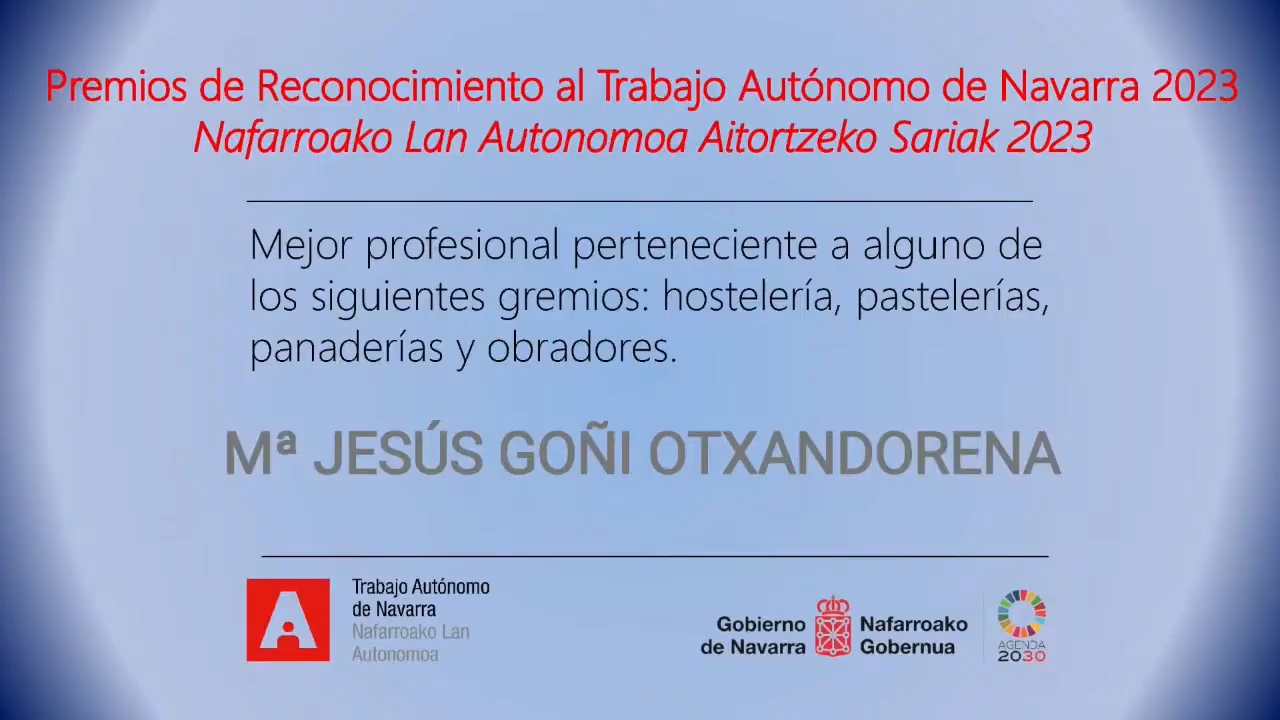 Premios de Reconocimiento al Trabajo Autónomo de Navarra 2023
Nafarroako Lan Autonomoa Aitortzeko Sariak 2023
Mejor profesional perteneciente a alguno de
los siguientes gremios: hostelería, pastelerías,
panaderías y obradores.
Mª JESÚS GOÑI OTXANDORENA
Trabajo Autónomo
de Navarra
Nafarroako Lan
Autonomoa
Gobierno
de Navarra
Nafarroako
Gobernua
AGENDA
2030